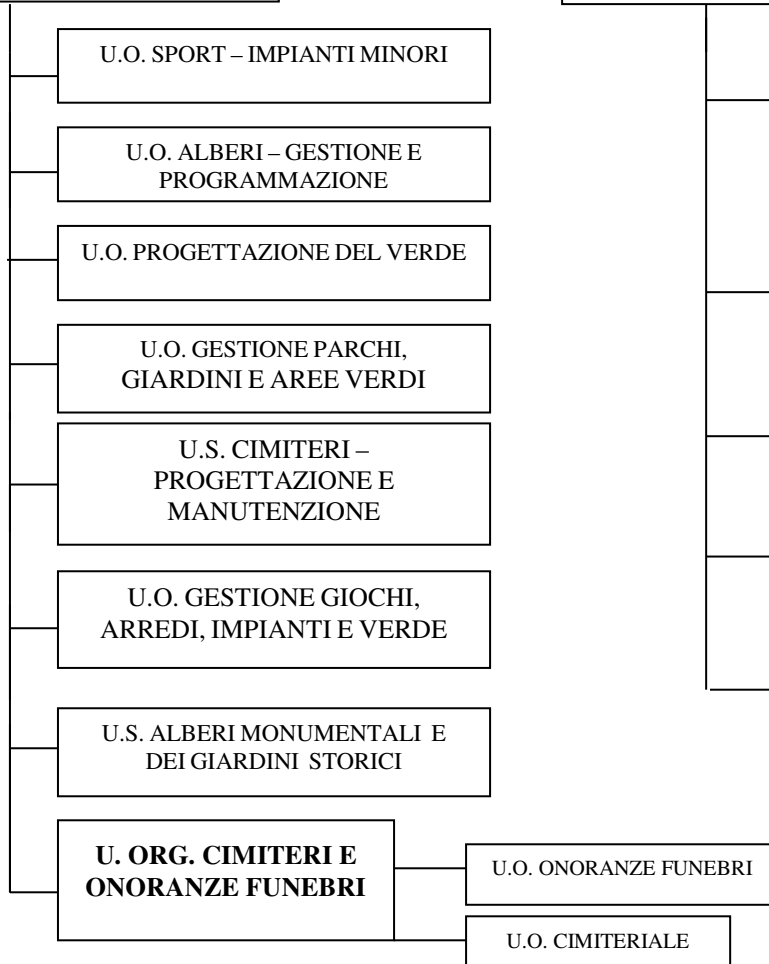 U.O. SPORT – IMPIANTI MINORI
U.O. ALBERI – GESTIONE E
PROGRAMMAZIONE
U.O. PROGETTAZIONE DEL VERDE
U.O. GESTIONE PARCHI,
GIARDINI E AREE VERDI
U.S. CIMITERI –
PROGETTAZIONE E
MANUTENZIONE
U.O. GESTIONE GIOCHI,
ARREDI, IMPIANTI E VERDE
U.S. ALBERI MONUMENTALI E
DEI GIARDINI STORICI
U. ORG. CIMITERI E
ONORANZE FUNEBRI
U.O. ONORANZE FUNEBRI
U.O. CIMITERIALE